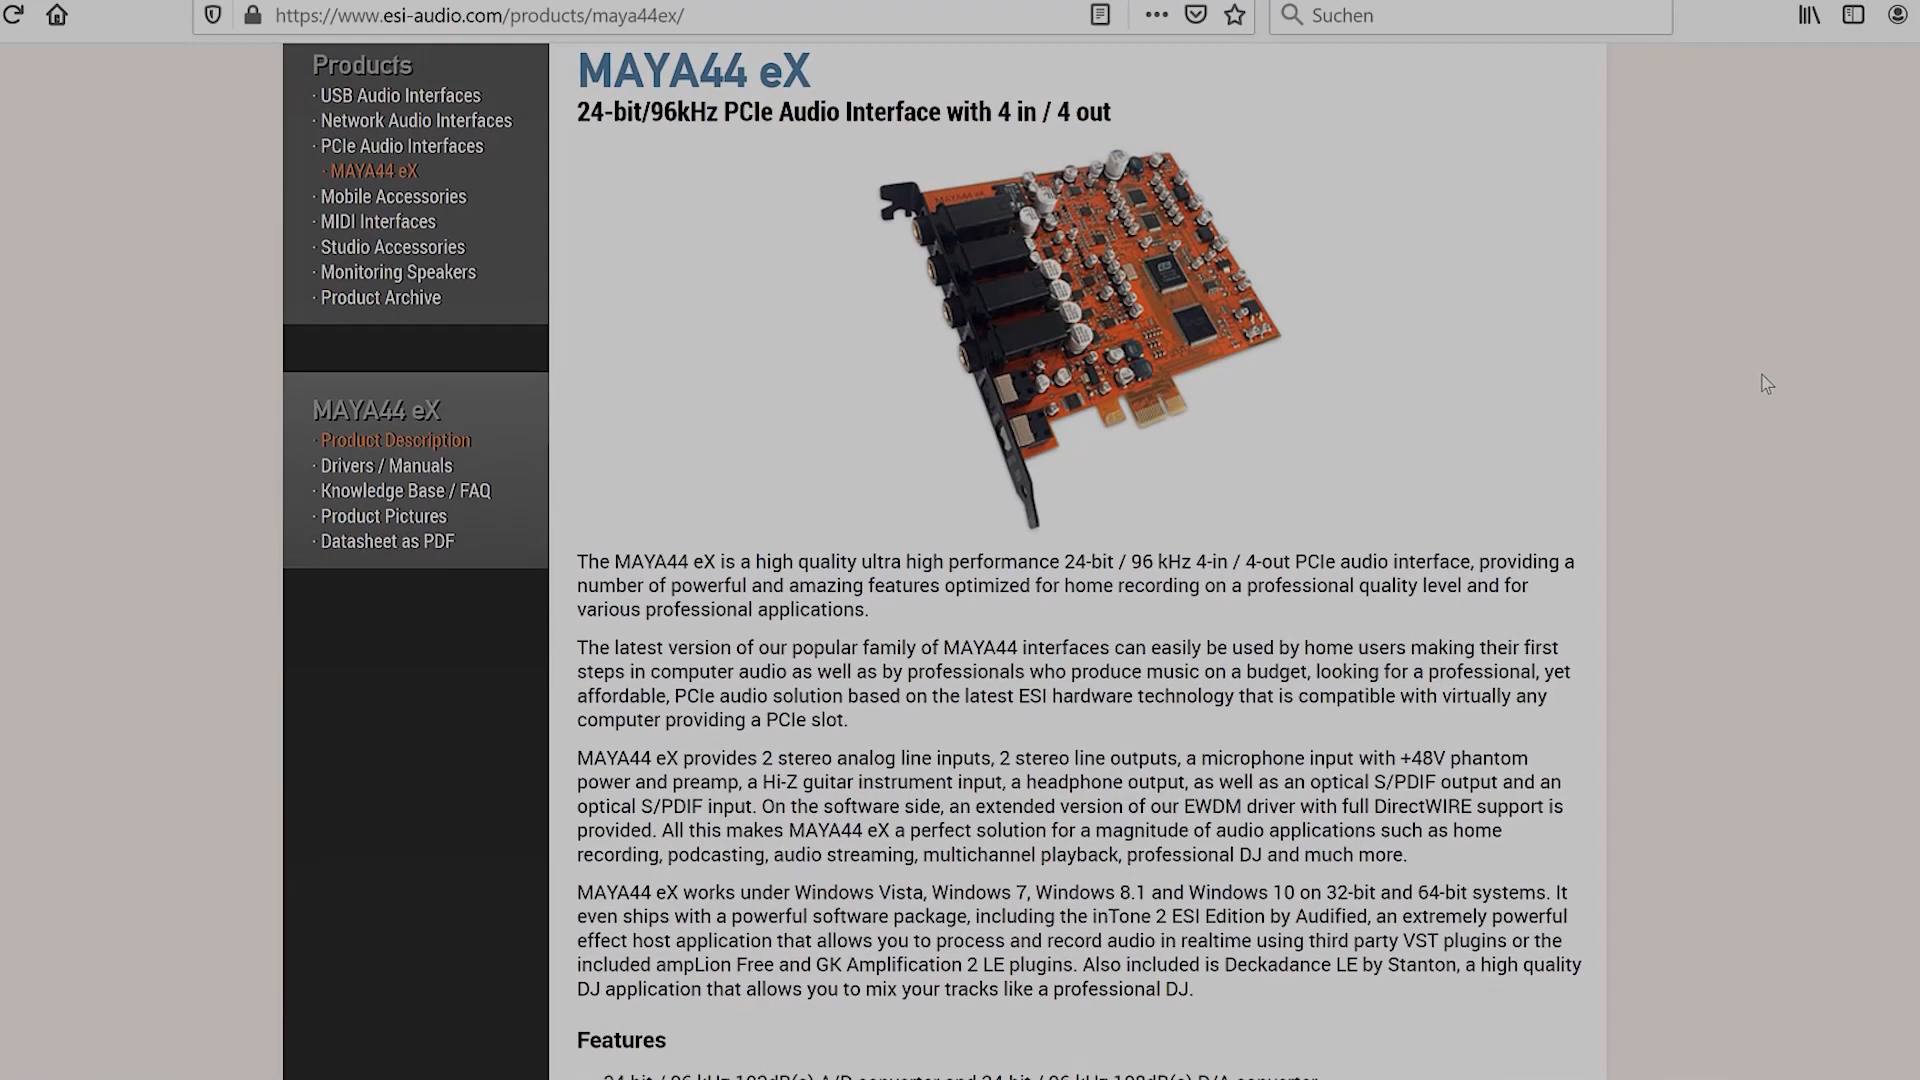 https://www.esi-audio.com/products/maya44ex/
Suchen
Products
· USB Audio Interfaces
· Network Audio Interfaces
· PCIe Audio Interfaces
· MAYA44 eX
· Mobile Accessories
· MIDI Interfaces
· Studio Accessories
· Monitoring Speakers
· Product Archive
MAYA44 eX
· Product Description
· Drivers / Manuals
· Knowledge Base / FAQ
· Product Pictures
· Datasheet as PDF
MAYA44 eX
24-bit/96kHz PCIe Audio Interface with 4 in / 4 out
MAYA44 eX
The MAYA44 eX is a high quality ultra high performance 24-bit / 96 kHz 4-in / 4-out PCIe audio interface, providing a
number of powerful and amazing features optimized for home recording on a professional quality level and for
various professional applications.
The latest version of our popular family of MAYA44 interfaces can easily be used by home users making their first
steps in computer audio as well as by professionals who produce music on a budget, looking for a professional, yet
affordable, PCIe audio solution based on the latest ESI hardware technology that is compatible with virtually any
computer providing a PCIe slot.
MAYA44 eX provides 2 stereo analog line inputs, 2 stereo line outputs, a microphone input with +48V phantom
power and preamp, a Hi-Z guitar instrument input, a headphone output, as well as an optical S/PDIF output and an
optical S/PDIF input. On the software side, an extended version of our EWDM driver with full DirectWIRE support is
provided. All this makes MAYA44 eX a perfect solution for a magnitude of audio applications such as home
recording, podcasting, audio streaming, multichannel playback, professional DJ and much more.
MAYA44 eX works under Windows Vista, Windows 7, Windows 8.1 and Windows 10 on 32-bit and 64-bit systems. It
even ships with a powerful software package, including the inTone 2 ESI Edition by Audified, an extremely powerful
effect host application that allows you to process and record audio in realtime using third party VST plugins or the
included ampLion Free and GK Amplification 2 LE plugins. Also included is Deckadance LE by Stanton, a high quality
DJ application that allows you to mix your tracks like a professional DJ.
Features